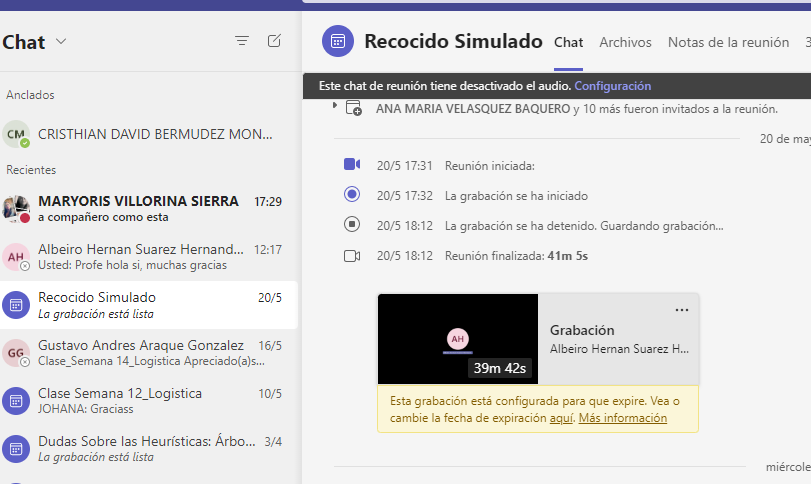 Chat
Anclados
CM
CRISTHIAN DAVID BERMUDEZ MON...
Recientes
MARYORIS VILLORINA SIERRA 17:29
a compañero como esta
AH
Albeiro Hernan Suarez Hernand... 12:17
Usted: Profe hola si, muchas gracias
Recocido Simulado 20/5
La grabación está lista
GG
Gustavo Andres Araque Gonzalez 16/5
Clase_Semana 14_Logistica Apreciado(a)s...
Clase Semana 12_Logistica 10/5
JOHANA: Graciass
Dudas Sobre las Heurísticas: Árbo... 3/4
La grabación está lista
Recocido Simulado Chat Archivos Notas de la reunión 3
Este chat de reunión tiene desactivado el audio. Configuración
ANA MARIA VELASQUEZ BAQUERO y 10 más fueron invitados a la reunión.
20 de may
20/5 17:31 Reunión iniciada:
20/5 17:32 La grabación se ha iniciado
20/5 18:12 La grabación se ha detenido. Guardando grabación...
20/5 18:12 Reunión finalizada: 41m 5s
AH
39m 42s
Grabación
Albeiro Hernan Suarez H...
Esta grabación está configurada para que expire. Vea o
cambie la fecha de expiración aquí. Más información
miércole